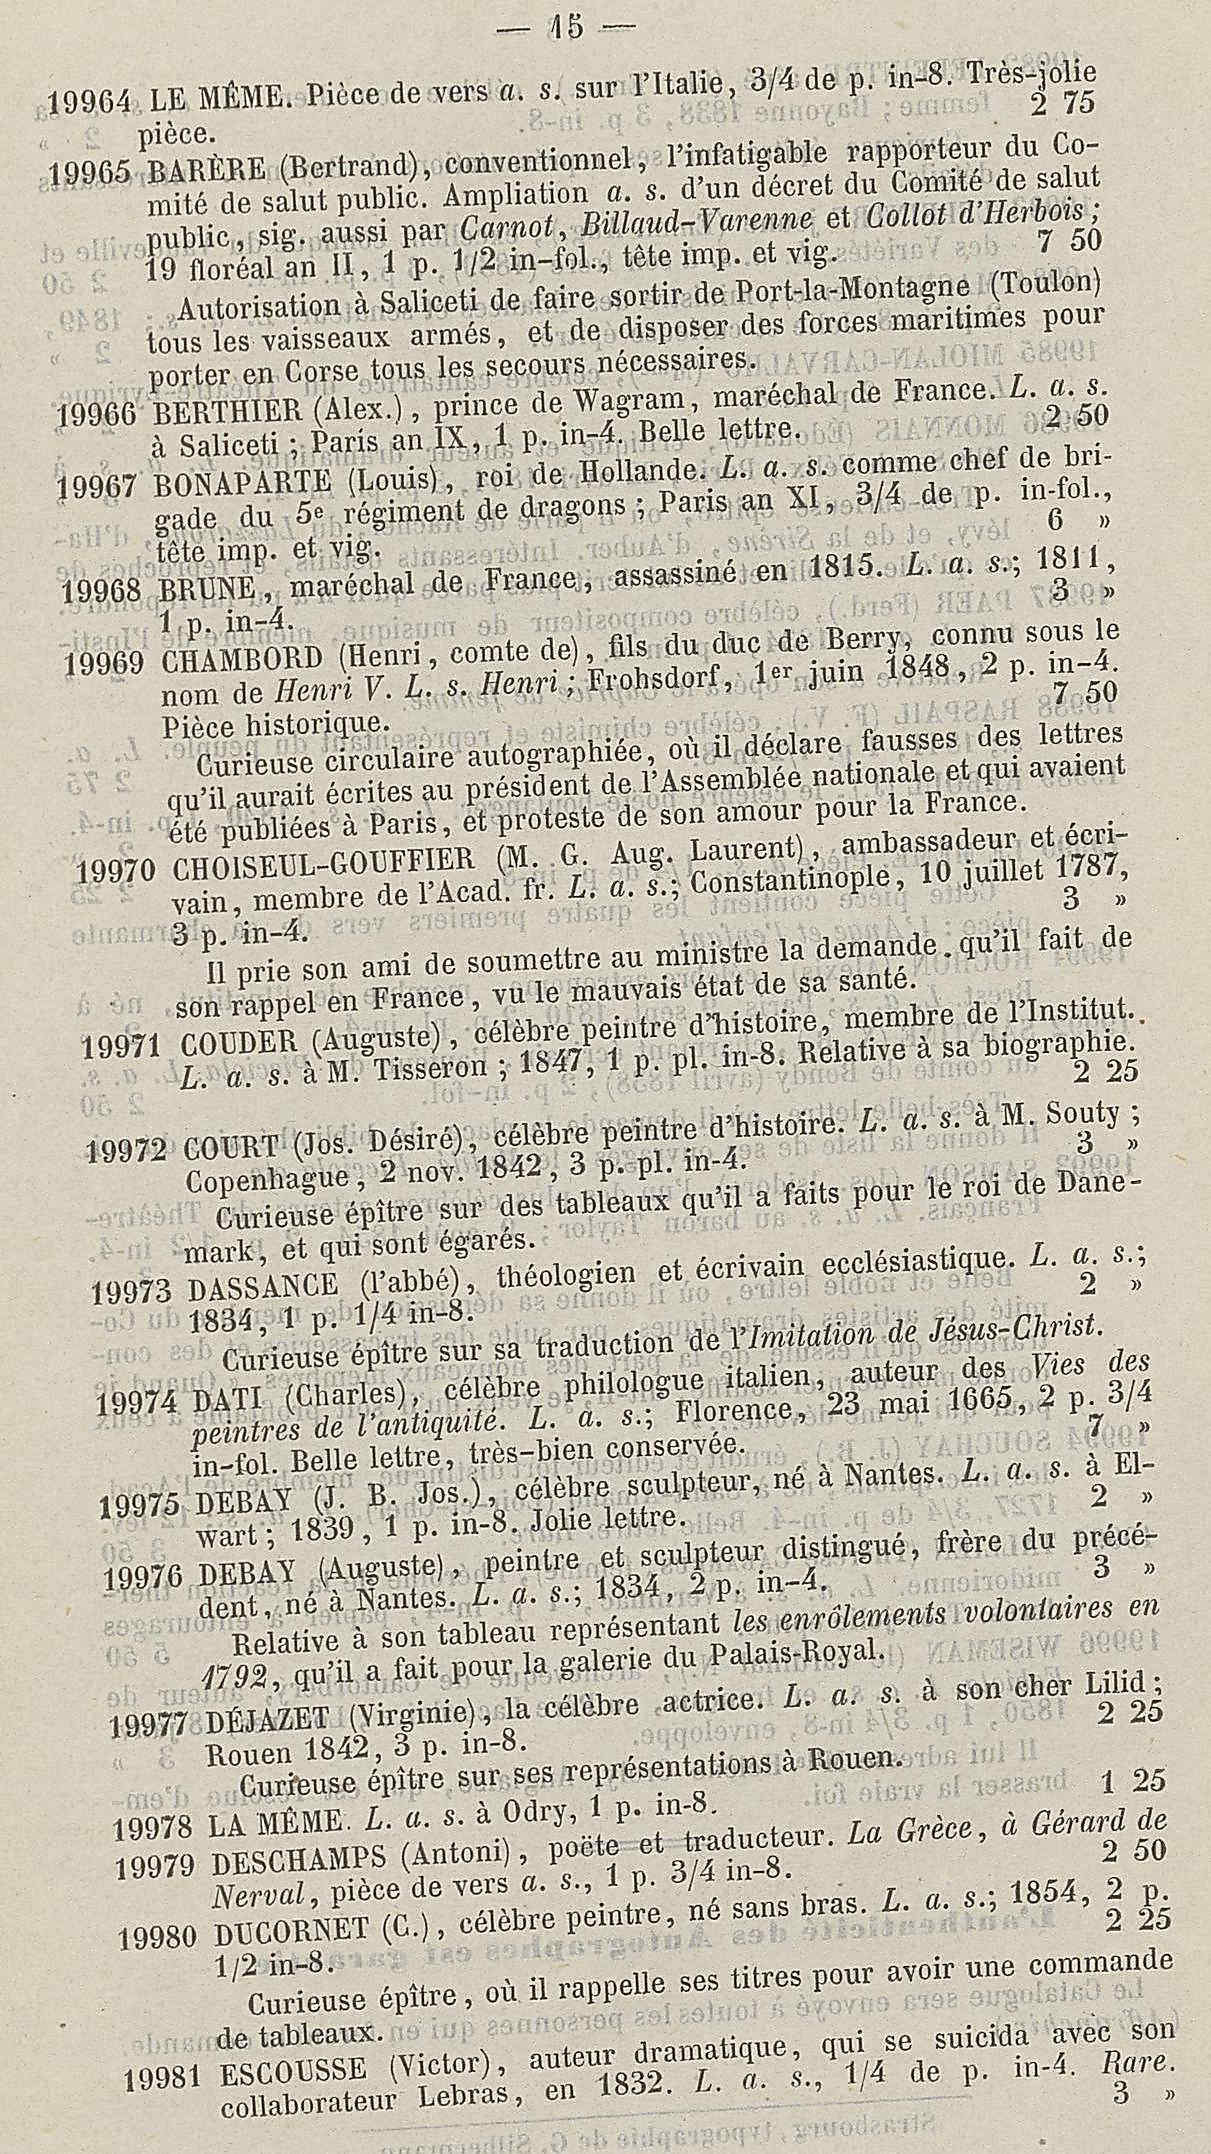 — 15 —
19964 LE MÊME. Pièce de vers a. s. sur l'Italie, 3/4 de p. in-8. Très-jolie
pièce. 2 75
19965 BARÈRE (Bertrand), conventionnel, l'infatigable rapporteur du Co-
mité de salut public. Ampliation a. s. d'un décret du Comité de salut
public, sig. aussi par Carnot, Billaud-Varenne et Collot d'Herbois;
19 floréal an II, 1 p. 1/2 in-fol., tête imp. et vig. 7 50
Autorisation à Saliceti de faire sortir de Port-la-Montagne (Toulon)
tous les vaisseaux armés, et de disposer des forces maritimes pour
porter en Corse tous les secours nécessaires.
19966 BERTHIER (Alex.), prince de Wagram, maréchal de France. L. a. s.
à Saliceti; Paris an IX, 1 p. in-4. Belle lettre. 2 50
19967 BONAPARTE (Louis), roi de Hollande. L. a. s. comme chef de bri-
gade du 5e régiment de dragons; Paris an XI, 3/4 de p. in-fol.,
tête imp. et vig. 6 »
19968 BRUNE, maréchal de France, assassiné en 1815. L. a. s.; 1811,
1 p. in-4. 3 »
19969 CHAMBORD (Henri, comte de), fils du duc de Berry, connu sous le
nom de Henri V. L. s. Henri; Frohsdorf, 1er juin 1848, 2 p. in-4.
Pièce historique. 7 50
Curieuse circulaire autographiée, où il déclare fausses des lettres
qu'il aurait écrites au président de l'Assemblée nationale et qui avaient
été publiées à Paris, et proteste de son amour pour la France.
19970 CHOISEUL-GOUFFIER (M. G. Aug. Laurent), ambassadeur et écri-
vain, membre de l'Acad. fr. L. a. s.; Constantinople, 10 juillet 1787,
3 p. in-4. 3 »
Il prie son ami de soumettre au ministre la demande qu'il fait de
son rappel en France, vu le mauvais état de sa santé.
19971 COUDER (Auguste), célèbre peintre d'histoire, membre de l'Institut.
L. a. s. à M. Tisseron; 1847, 1 p. pl. in-8. Relative à sa biographie.
2 25
19972 COURT (Jos. Désiré), célèbre peintre d'histoire. L. a. s. à M. Souty;
Copenhague, 2 nov. 1842, 3 p. pl. in-4. 3 »
Curieuse épître sur des tableaux qu'il a faits pour le roi de Dane-
mark, et qui sont égarés.
19973 DASSANCE (l'abbé), théologien et écrivain ecclésiastique. L. a. s.;
1834, 1 p. 1/4 in-8. 2 »
Curieuse épître sur sa traduction de l'Imitation de Jésus-Christ.
19974 DATI (Charles), célèbre philologue italien, auteur des Vies des
peintres de l'antiquité. L. a. s.; Florence, 23 mai 1665, 2 p. 3/4
in-fol. Belle lettre, très-bien conservée. 7 »
19975 DEBAY (J. B. Jos.), célèbre sculpteur, né à Nantes. L. a. s. à El-
wart; 1839, 1 p. in-8. Jolie lettre. 2 »
19976 DEBAY (Auguste), peintre et sculpteur distingué, frère du précé-
dent, né à Nantes. L. a. s.; 1834, 2 p. in-4. 3 »
Relative à son tableau représentant les enrôlements volontaires en
1792, qu'il a fait pour la galerie du Palais-Royal.
19977 DÉJAZET (Virginie), la célèbre actrice. L. a. s. à son cher Lilid;
Rouen 1842, 3 p. in-8. 2 25
Curieuse épître sur ses représentations à Rouen.
19978 LA MÊME. L. a. s. à Odry, 1 p. in-8. 1 25
19979 DESCHAMPS (Antoni), poëte et traducteur. La Grèce, à Gérard de
Nerval, pièce de vers a. s., 1 p. 3/4 in-8. 2 50
19980 DUCORNET (C.), célèbre peintre, né sans bras. L. a. s.; 1854, 2 p.
1/2 in-8. 2 25
Curieuse épître, où il rappelle ses titres pour avoir une commande
de tableaux.
19981 ESCOUSSE (Victor), auteur dramatique, qui se suicida avec son
collaborateur Lebras, en 1832. L. a. s., 1/4 de p. in-4. Rare.
3 »